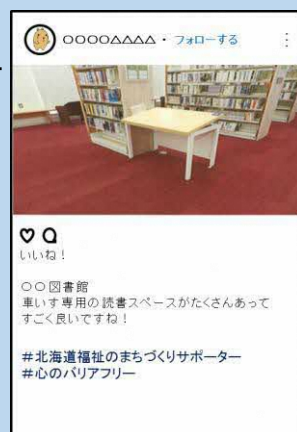 ○○○○△△△△・フォローする
いいね！
○○図書館
車いす専用の読書スペースがたくさんあって
すごく良いですね！
#北海道福祉のまちづくりサポーター
#心のバリアフリー